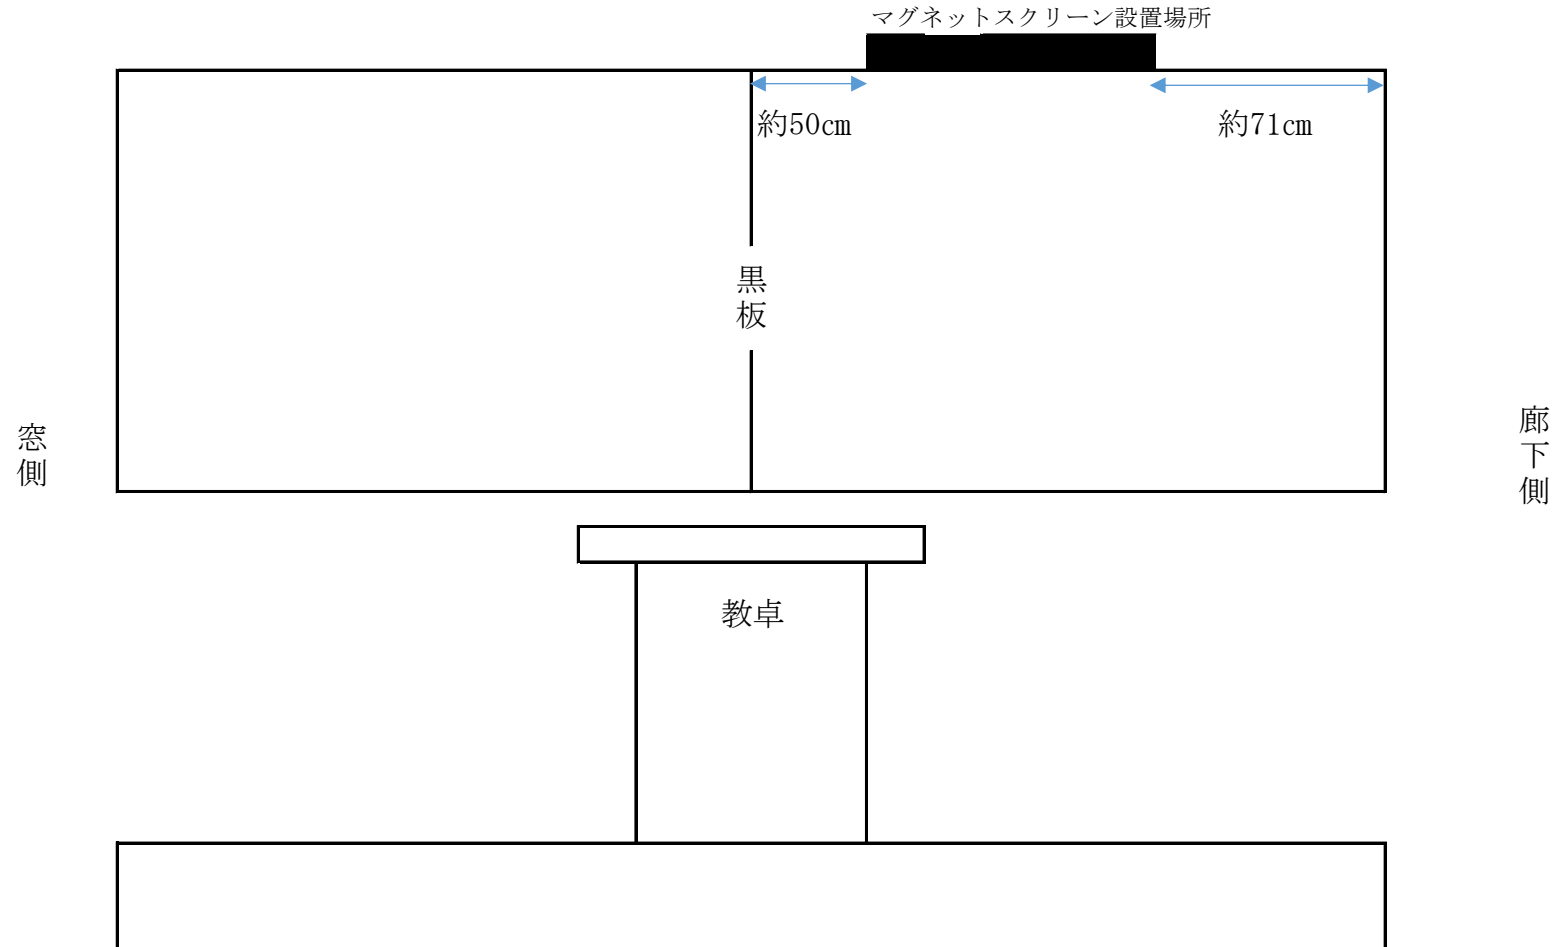 マグネットスクリーン設置場所
約50cm
約71cm
黒板
窓側
廊下側
教卓